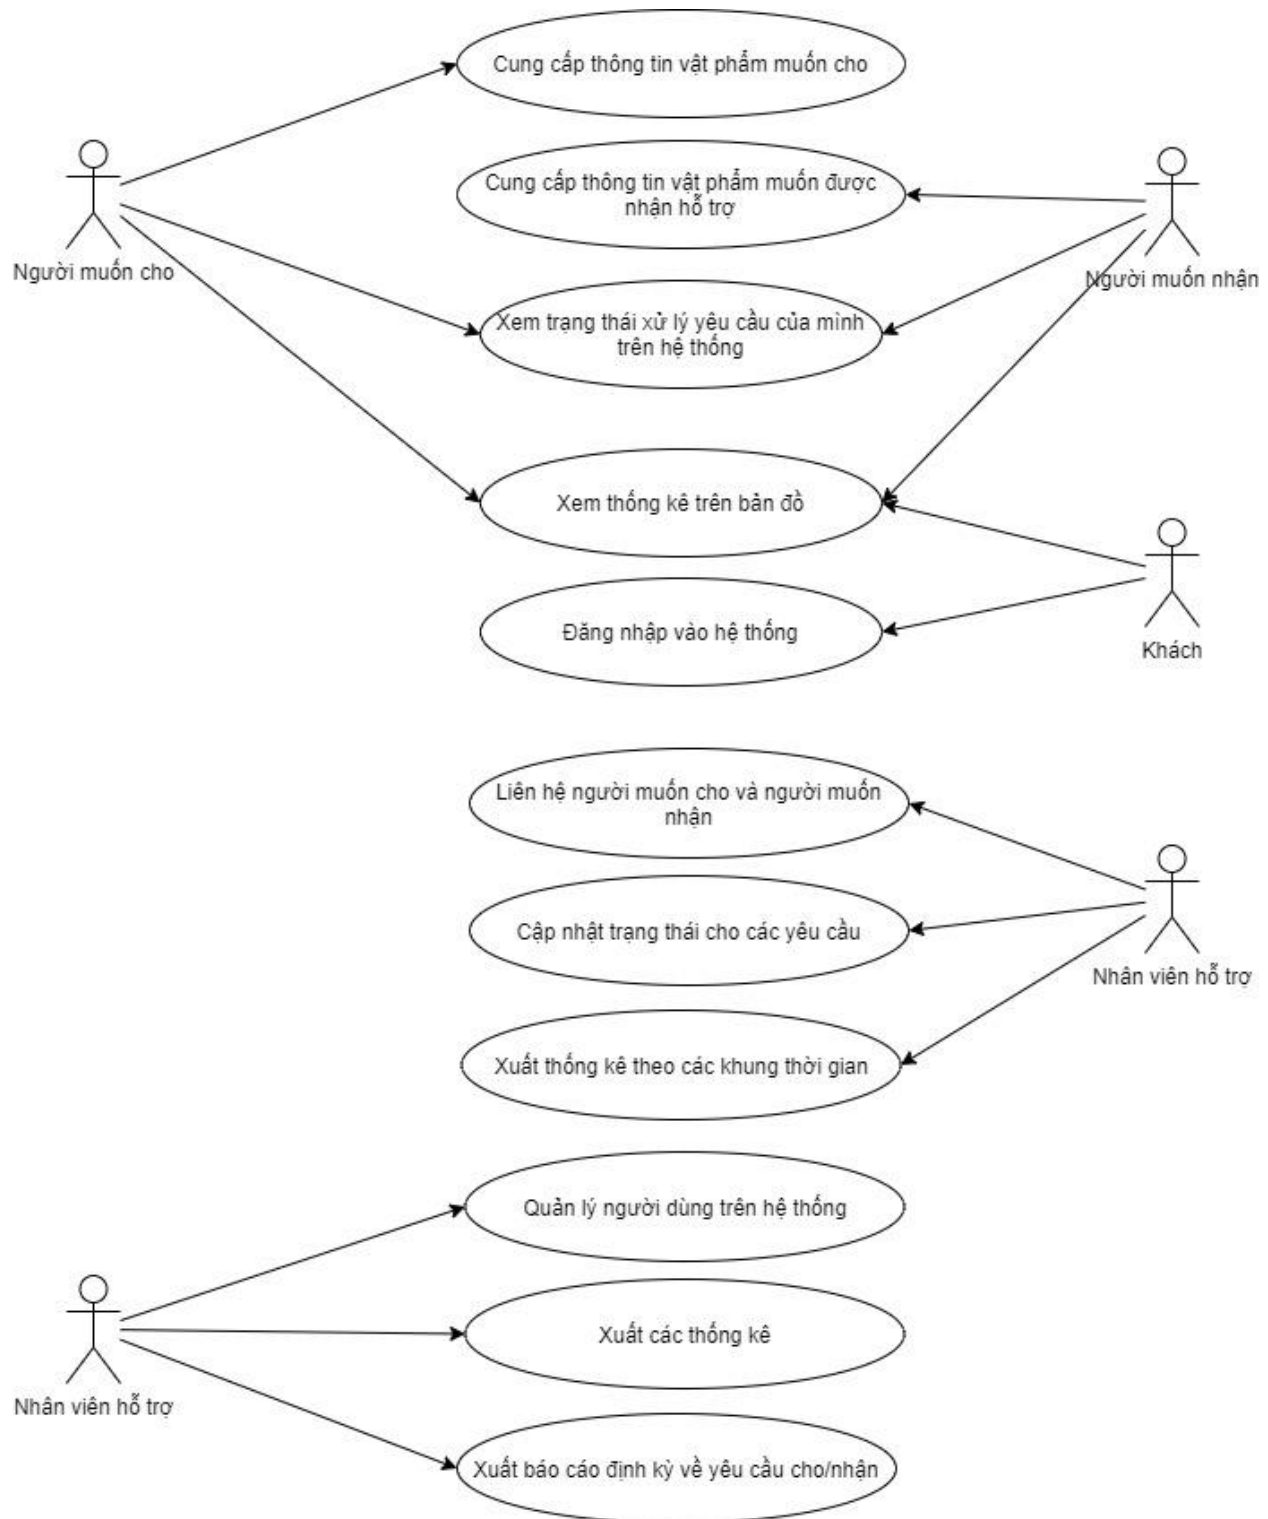 Cung cấp thông tin vật phẩm muốn cho
Cung cấp thông tin vật phẩm muốn được
nhận hỗ trợ
Người muốn cho
Người muốn nhận
Xem trạng thái xử lý yêu cầu của mình
trên hệ thống
Xem thống kê trên bản đồ
Đăng nhập vào hệ thống
Khách
Liên hệ người muốn cho và người muốn
nhận
Cập nhật trạng thái cho các yêu cầu
Nhân viên hỗ trợ
Xuất thống kê theo các khung thời gian
Quản lý người dùng trên hệ thống
Xuất các thống kê
Nhân viên hỗ trợ
Xuất báo cáo định kỳ về yêu cầu cho/nhận